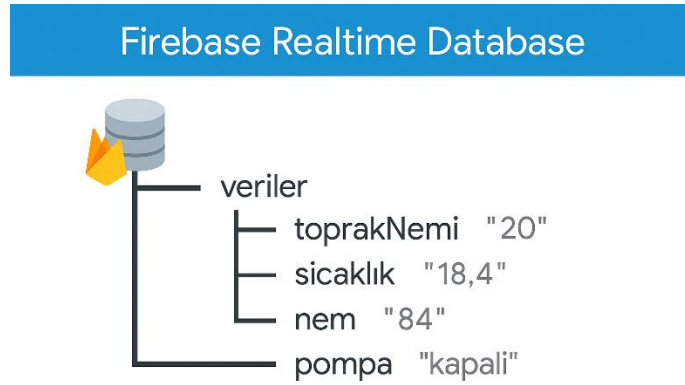 Firebase Realtime Database
veriler
toprakNemi "20"
sicaklık "18,4"
nem "84"
pompa "kapali"